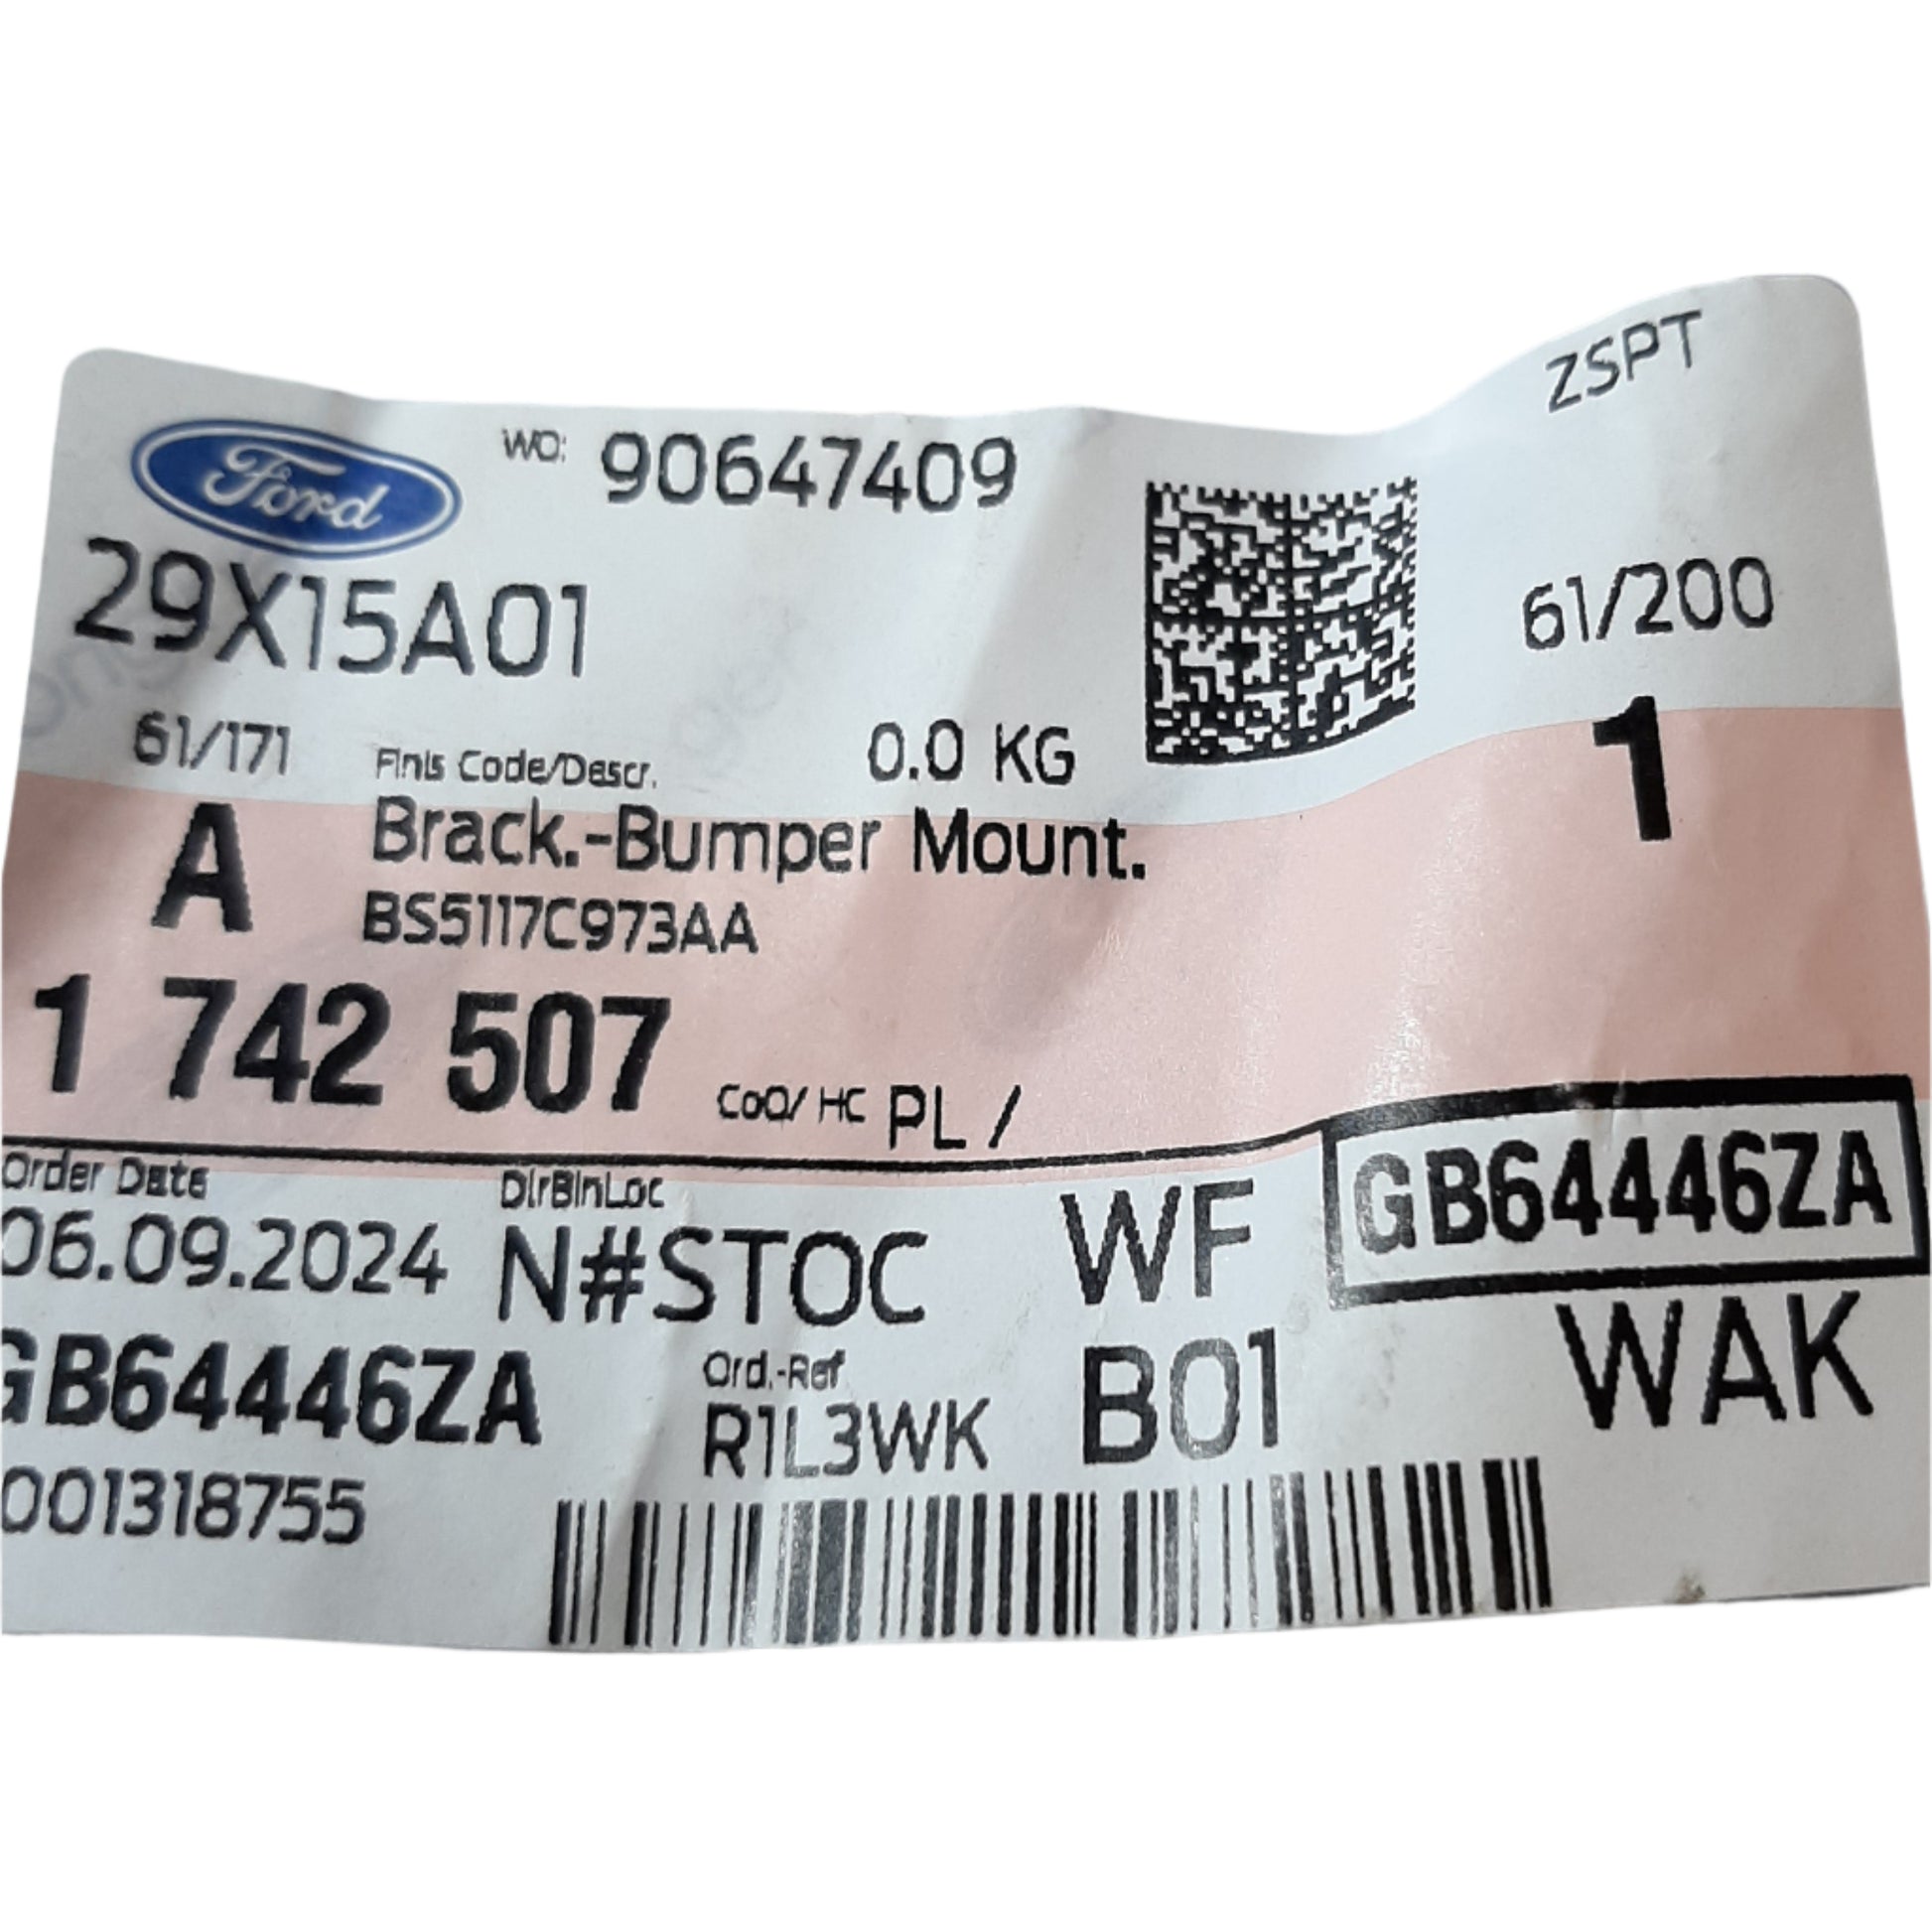 ZSPT
Ford
WO: 90647409
29X15A01
61/200
61/171
Finis Code/Descr.
0.0 KG
1
A
Brack.-Bumper Mount.
BS5117C973AA
1 742 507
CoO/ HC PL /
GB64446ZA
Order Date
DlrBinLoc
06.09.2024
N#STOC
WF
WAK
GB64446ZA
Ord.-Ref
R1L3WK
B01
001318755